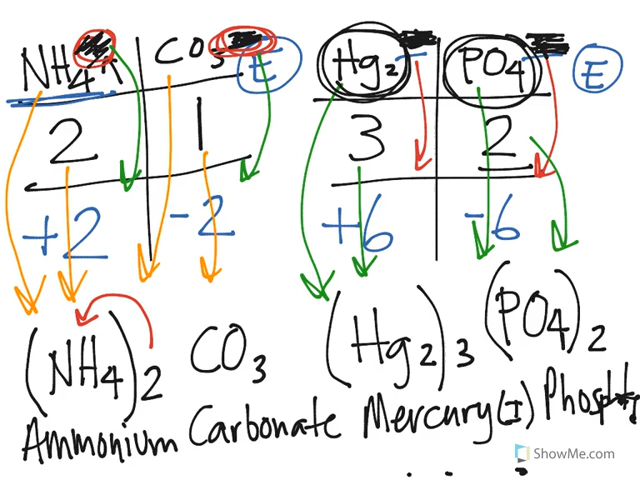 NH4 CO3 E Hg2 PO4 E
2 1 3 2
+2 -2 +6 -6
(NH4)2 CO3 (Hg2)3 (PO4)2
Ammonium Carbonate Mercury(I) Phosphate
ShowMe.com